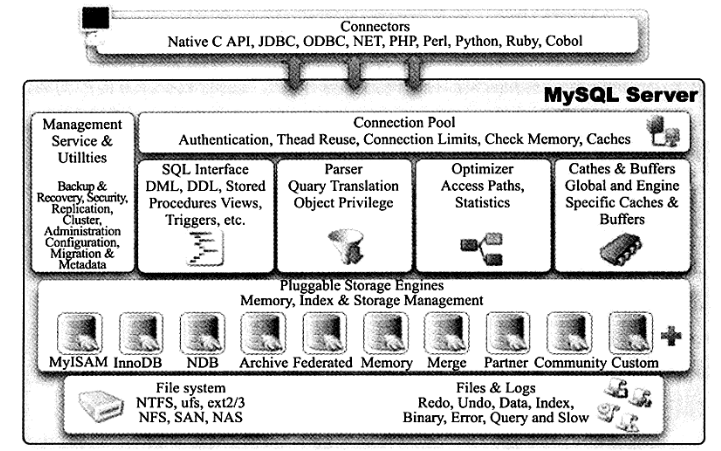 Connectors
Native C API, JDBC, ODBC, NET, PHP, Perl, Python, Ruby, Cobol
MySQL Server
Management
Service &
Utillties
Backup &
Recovery, Security,
Replication,
Cluster,
Administration
Configuration,
Migration &
Metadata
Connection Pool
Authentication, Thead Reuse, Connection Limits, Check Memory, Caches
SQL Interface
DML, DDL, Stored
Procedures Views,
Triggers, etc.
Parser
Quary Translation
Object Privilege
Optimizer
Access Paths,
Statistics
Cathes & Buffers
Global and Engine
Specific Caches &
Buffers
Pluggable Storage Engines
Memory, Index & Storage Management
MyISAM InnoDB NDB Archive Federated Memory Merge Partner Community Custom
File system
NTFS, ufs, ext2/3
NFS, SAN, NAS
Files & Logs
Redo, Undo, Data, Index,
Binary, Error, Query and Slow